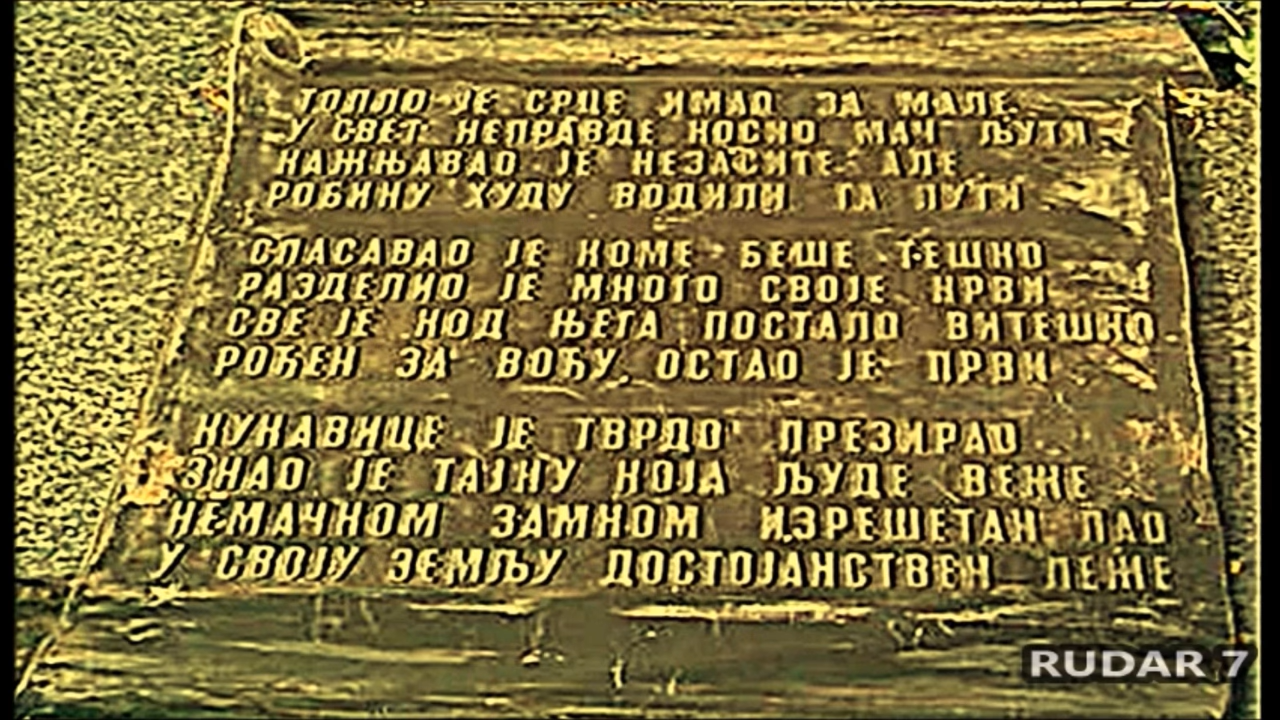 ТОПЛО ЈЕ СРЦЕ ИМАО ЗА МАЛЕ
У СВЕТ НЕПРАВДЕ НОСИО МАЧ ЉУТИ
КАЖЊАВАО ЈЕ НЕЗАСИТЕ АЛЕ
РОБИНУ ХУДУ ВОДИЛИ ГА ПУТИ
СПАСАВАО ЈЕ КОМЕ БЕШЕ ТЕШКО
РАЗДЕЛИО ЈЕ МНОГО СВОЈЕ КРВИ
СВЕ ЈЕ КОД ЊЕГА ПОСТАЛО ВИТЕШКО
РОЂЕН ЗА ВОЂУ ОСТАО ЈЕ ПРВИ
КУКАВИЦЕ ЈЕ ТВРДО ПРЕЗИРАО
ЗНАО ЈЕ ТАЈНУ КОЈА ЉУДЕ ВЕЖЕ
НЕМАЧКОМ ЗАМКОМ ИЗРЕШЕТАН ПАО
У СВОЈУ ЗЕМЉУ ДОСТОЈАНСТВЕН ЛЕЖЕ
RUDAR 7